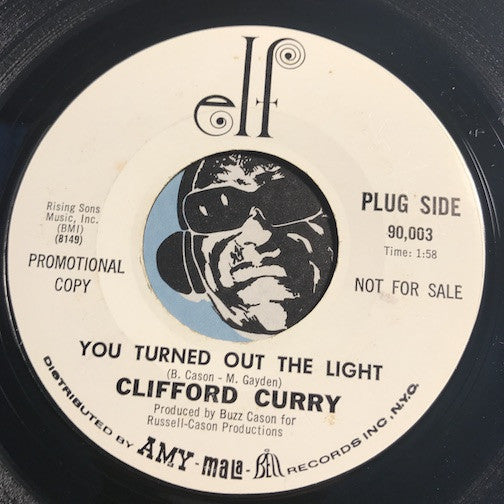 elf
Rising Sons
Music, Inc.
(BMI)
(8149)
PROMOTIONAL
COPY
PLUG SIDE
90,003
Time: 1:58
NOT FOR SALE
YOU TURNED OUT THE LIGHT
(B. Cason - M. Gayden)
CLIFFORD CURRY
Produced by Buzz Cason for
Russell-Cason Productions
DISTRIBUTED BY AMY - mala - BELL RECORDS INC., N.Y.C.